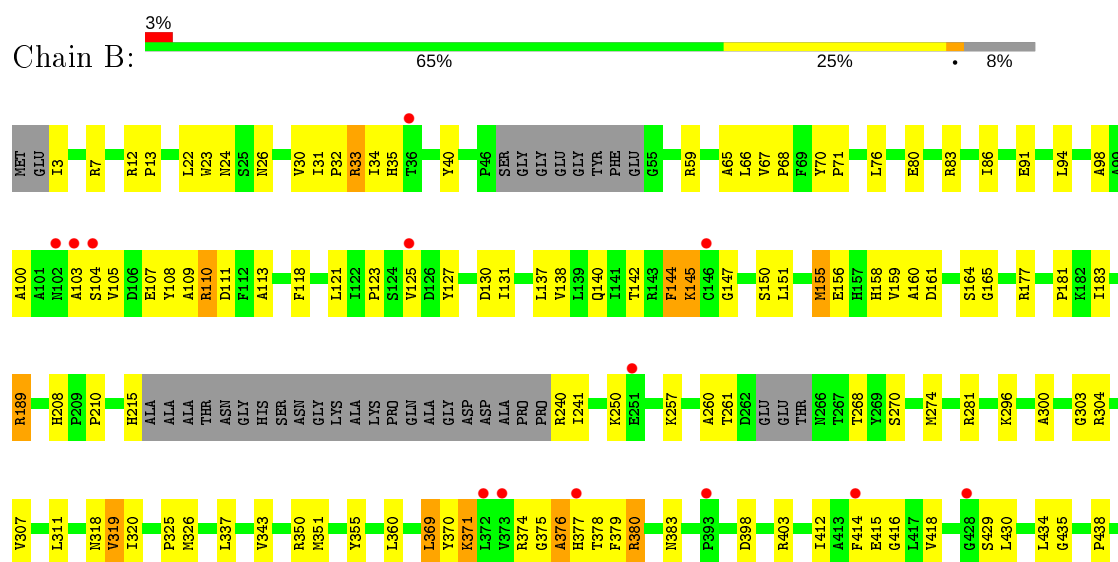 3%
Chain B:
65% 25% • 8%
MET GLU I3 R7 R12 P13 L22 W23 N24 S25 N26 V30 I31 P32 R33 I34 H35 T36 Y40 P46 SER GLY GLY GLU GLY TYR PHE GLU G55 R59 A65 L66 V67 P68 F69 Y70 P71 L76 E80 R83 I86 E91 L94 A98 A99
A100 A101 N102 A103 S104 V105 D106 E107 Y108 A109 R110 D111 F112 A113 F118 L121 I122 P123 S124 V125 D126 Y127 D130 I131 L137 V138 L139 Q140 I141 T142 R143 F144 K145 C146 G147 S150 L151 M155 E156 H157 H158 V159 A160 D161 S164 G165 R177 P181 K182 I183
R189 H208 P209 P210 H215 ALA ALA ALA THR ASN GLY HIS SER ASN GLY LYS ALA LYS PRO GLN ALA GLY ASP ASP ALA PRO PRO R240 I241 K250 E251 K257 A260 T261 D262 GLU GLU THR N266 T267 T268 Y269 S270 M274 R281 K296 A300 G303 R304
V307 L311 N318 V319 I320 P325 M326 L337 V343 R350 M351 Y355 L360 L369 Y370 K371 L372 V373 R374 G375 A376 H377 T378 F379 R380 N383 P393 D398 R403 I412 A413 F414 E415 G416 L417 V418 G428 S429 L430 L434 G435 P438